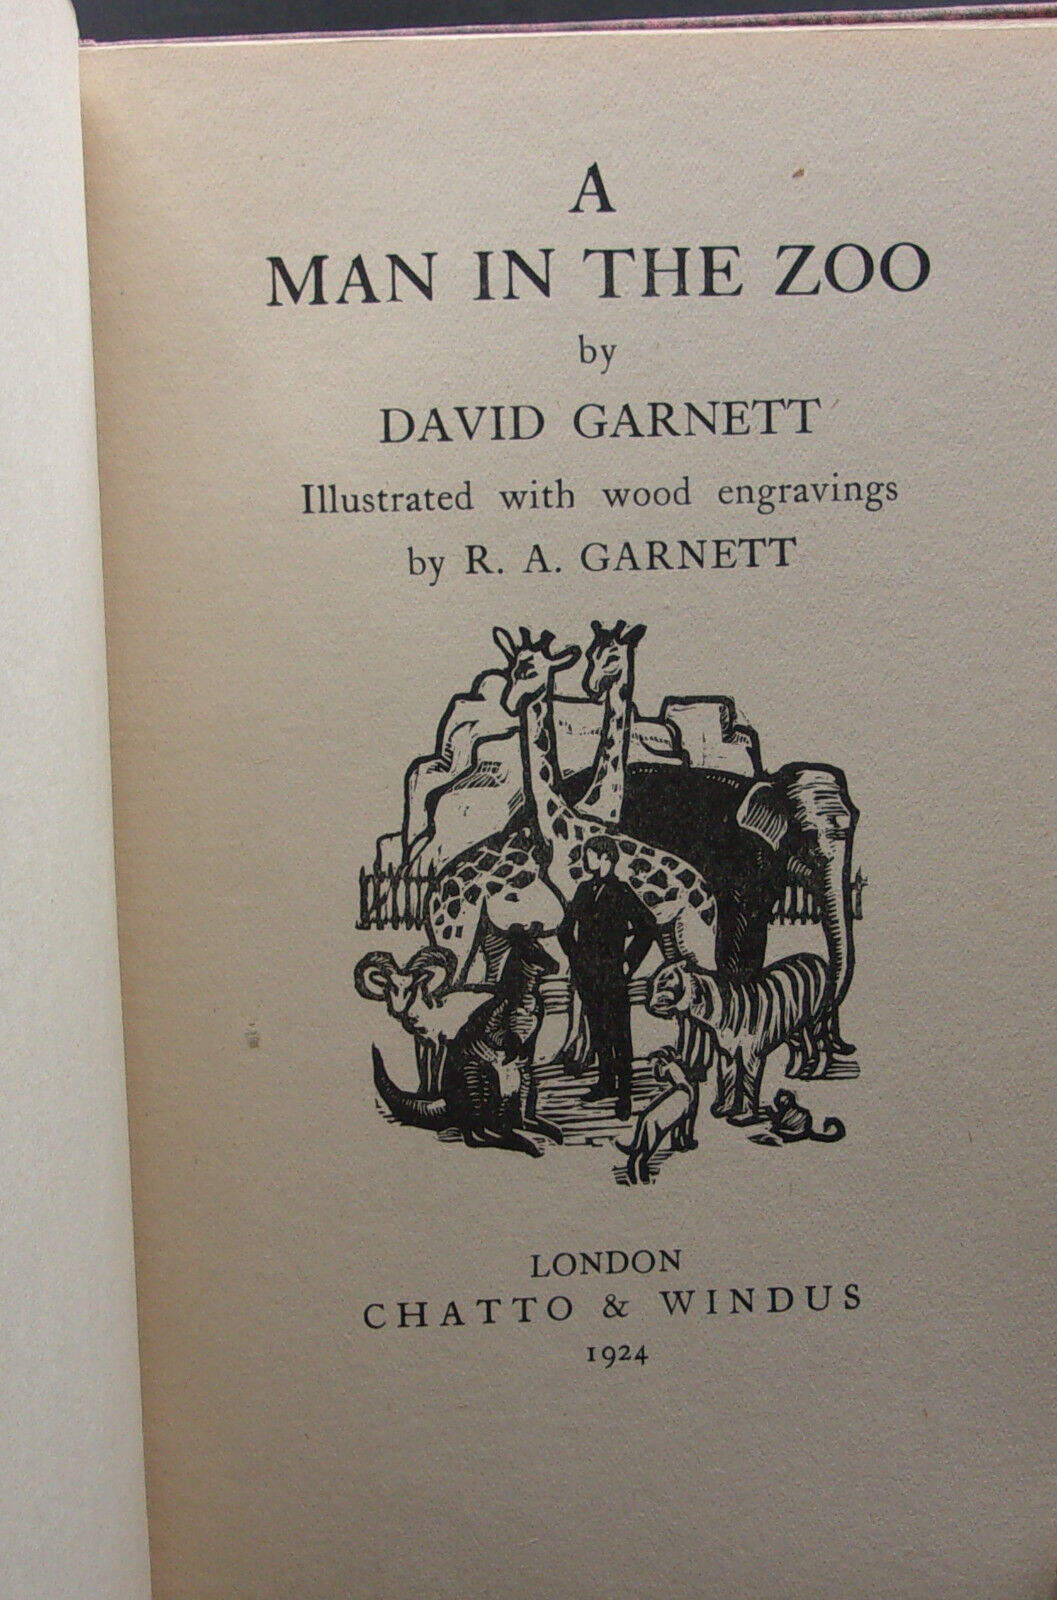 A
MAN IN THE ZOO
by
DAVID GARNETT
Illustrated with wood engravings
by R. A. GARNETT
LONDON
CHATTO & WINDUS
1924